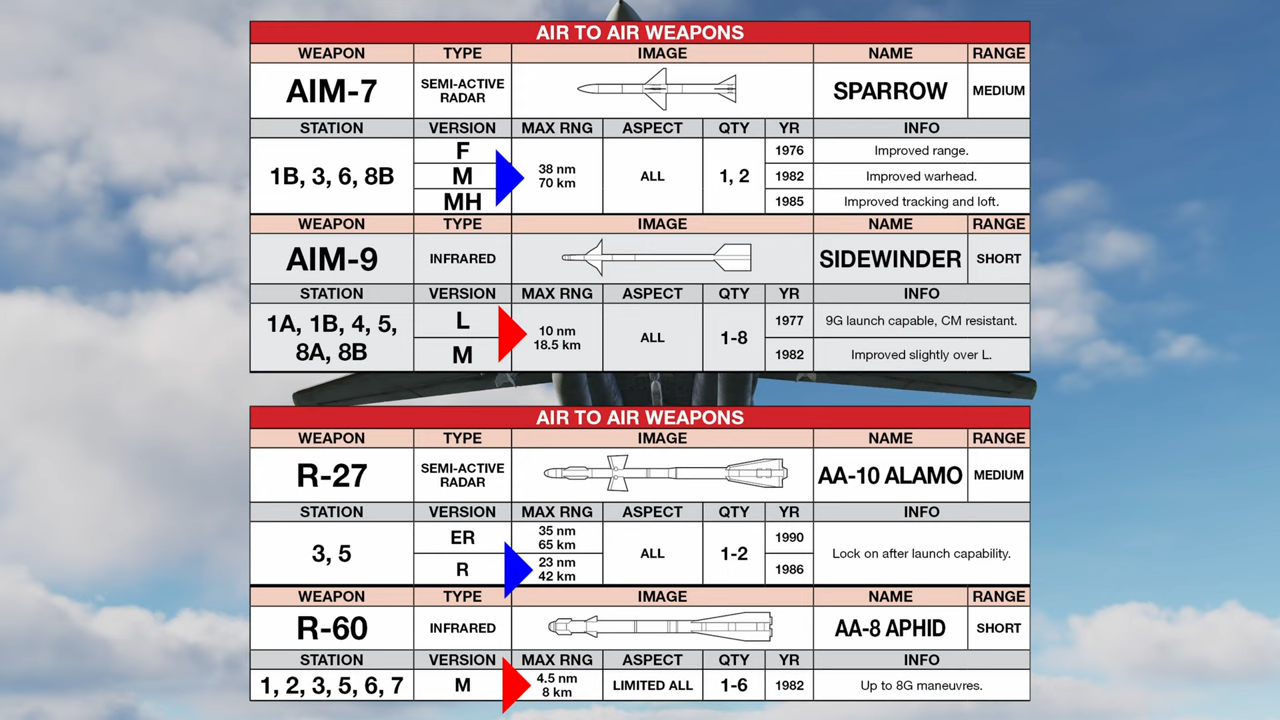 AIR TO AIR WEAPONS
WEAPON TYPE IMAGE NAME RANGE
AIM-7 SEMI-ACTIVE RADAR SPARROW MEDIUM
STATION VERSION MAX RNG ASPECT QTY YR INFO
1B, 3, 6, 8B 38 nm 70 km ALL 1, 2
F 1976 Improved range.
M 1982 Improved warhead.
MH 1985 Improved tracking and loft.
WEAPON TYPE IMAGE NAME RANGE
AIM-9 INFRARED SIDEWINDER SHORT
STATION VERSION MAX RNG ASPECT QTY YR INFO
1A, 1B, 4, 5, 8A, 8B 10 nm 18.5 km ALL 1-8
L 1977 9G launch capable, CM resistant.
M 1982 Improved slightly over L.
AIR TO AIR WEAPONS
WEAPON TYPE IMAGE NAME RANGE
R-27 SEMI-ACTIVE RADAR AA-10 ALAMO MEDIUM
STATION VERSION MAX RNG ASPECT QTY YR INFO
3, 5 ALL 1-2 Lock on after launch capability.
ER 35 nm 65 km 1990
R 23 nm 42 km 1986
WEAPON TYPE IMAGE NAME RANGE
R-60 INFRARED AA-8 APHID SHORT
STATION VERSION MAX RNG ASPECT QTY YR INFO
1, 2, 3, 5, 6, 7 M 4.5 nm 8 km LIMITED ALL 1-6 1982 Up to 8G maneuvres.